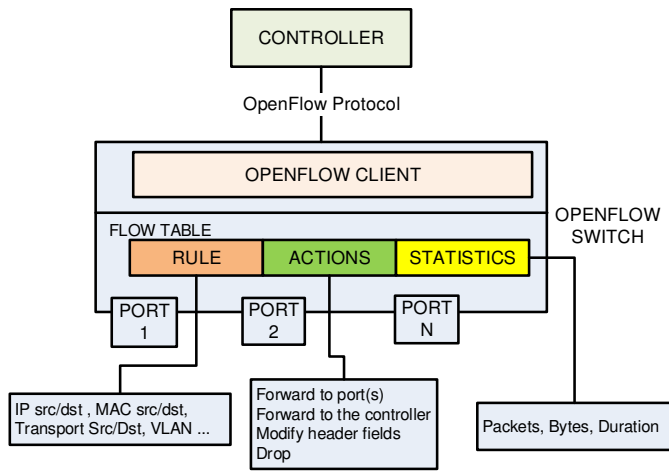 CONTROLLER
OpenFlow Protocol
OPENFLOW CLIENT
OPENFLOW
SWITCH
FLOW TABLE
RULE
ACTIONS
STATISTICS
PORT
1
PORT
2
PORT
N
IP src/dst , MAC src/dst,
Transport Src/Dst, VLAN ...
Forward to port(s)
Forward to the controller
Modify header fields
Drop
Packets, Bytes, Duration